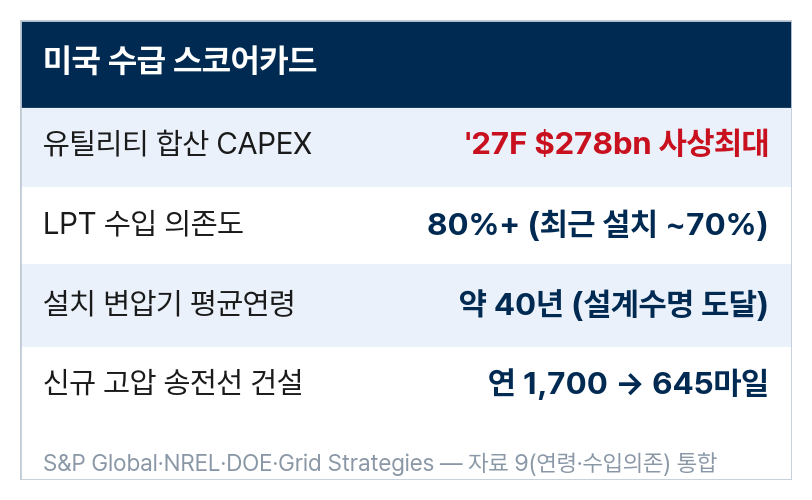 미국 수급 스코어카드
유틸리티 합산 CAPEX '27F $278bn 사상최대
LPT 수입 의존도 80%+ (최근 설치 ~70%)
설치 변압기 평균연령 약 40년 (설계수명 도달)
신규 고압 송전선 건설 연 1,700 → 645마일
S&P Global·NREL·DOE·Grid Strategies — 자료 9(연령·수입의존) 통합